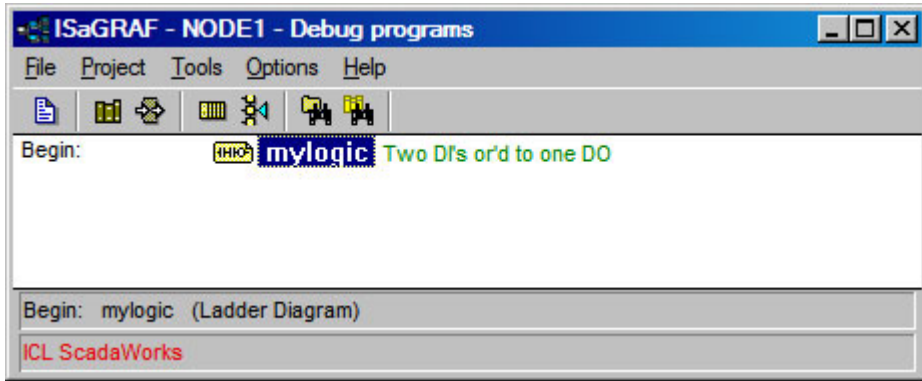 ISaGRAF - NODE1 - Debug programs
File Project Tools Options Help
Begin: mylogic Two DI's or'd to one DO
Begin: mylogic (Ladder Diagram)
ICL ScadaWorks